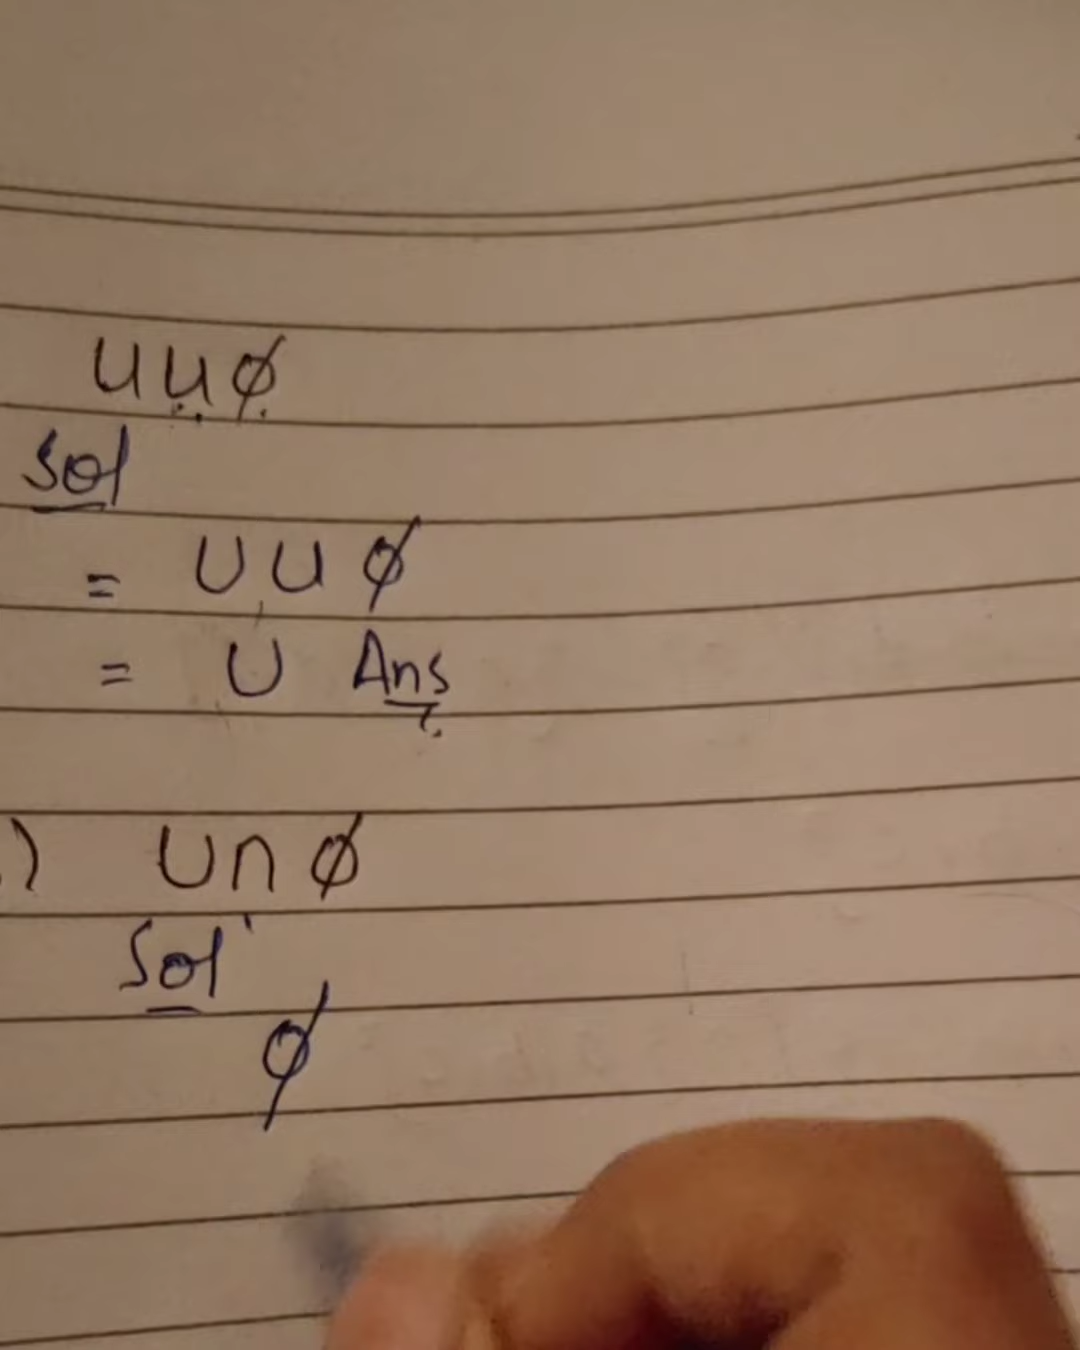 U ∪ ϕ
Sol
= U ∪ ϕ
= U Ans
) U ∩ ϕ
Sol
ϕ